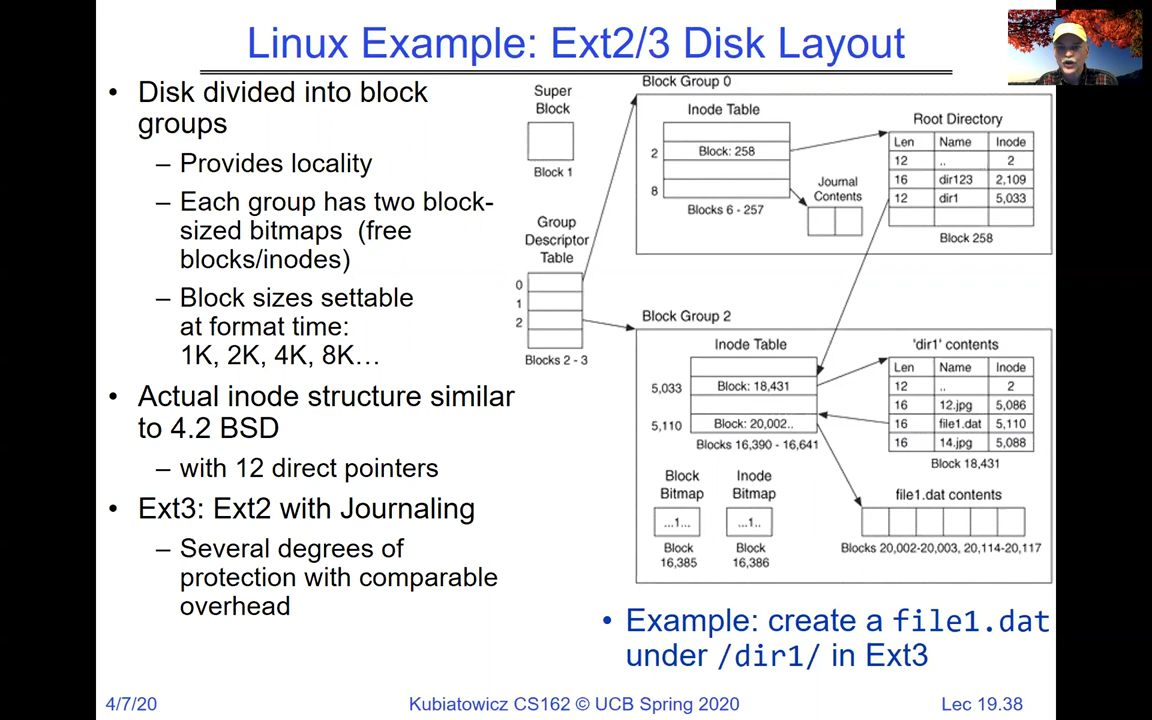 Linux Example: Ext2/3 Disk Layout
• Disk divided into block
groups
– Provides locality
– Each group has two block-
sized bitmaps (free
blocks/inodes)
– Block sizes settable
at format time:
1K, 2K, 4K, 8K…
• Actual inode structure similar
to 4.2 BSD
– with 12 direct pointers
• Ext3: Ext2 with Journaling
– Several degrees of
protection with comparable
overhead
Super
Block
Block 1
Group
Descriptor
Table
0
1
2
Blocks 2 - 3
Block Group 0
Inode Table
2 Block: 258
8
Blocks 6 - 257
Journal
Contents
Root Directory
Len Name Inode
12 .. 2
16 dir123 2,109
12 dir1 5,033
Block 258
Block Group 2
Inode Table
5,033 Block: 18,431
5,110 Block: 20,002..
Blocks 16,390 - 16,641
'dir1' contents
Len Name Inode
12 .. 2
16 12.jpg 5,086
16 file1.dat 5,110
16 14.jpg 5,088
Block 18,431
Block
Bitmap
...1...
Block
16,385
Inode
Bitmap
...1..
Block
16,386
file1.dat contents
Blocks 20,002-20,003, 20,114-20,117
• Example: create a file1.dat
under /dir1/ in Ext3
4/7/20
Kubiatowicz CS162 © UCB Spring 2020
Lec 19.38